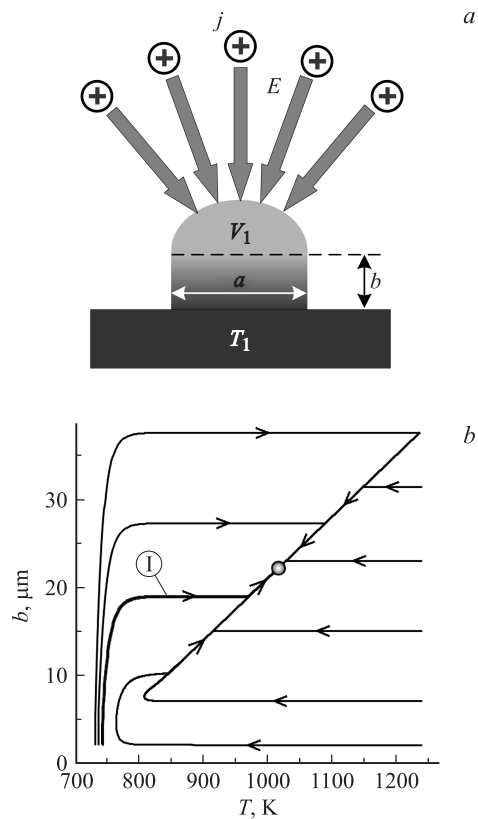 j
a
+ + + + +
E
V₁
a
b
T₁
b
30
I
20
10
0
b, μm
700 800 900 1000 1100 1200
T, K